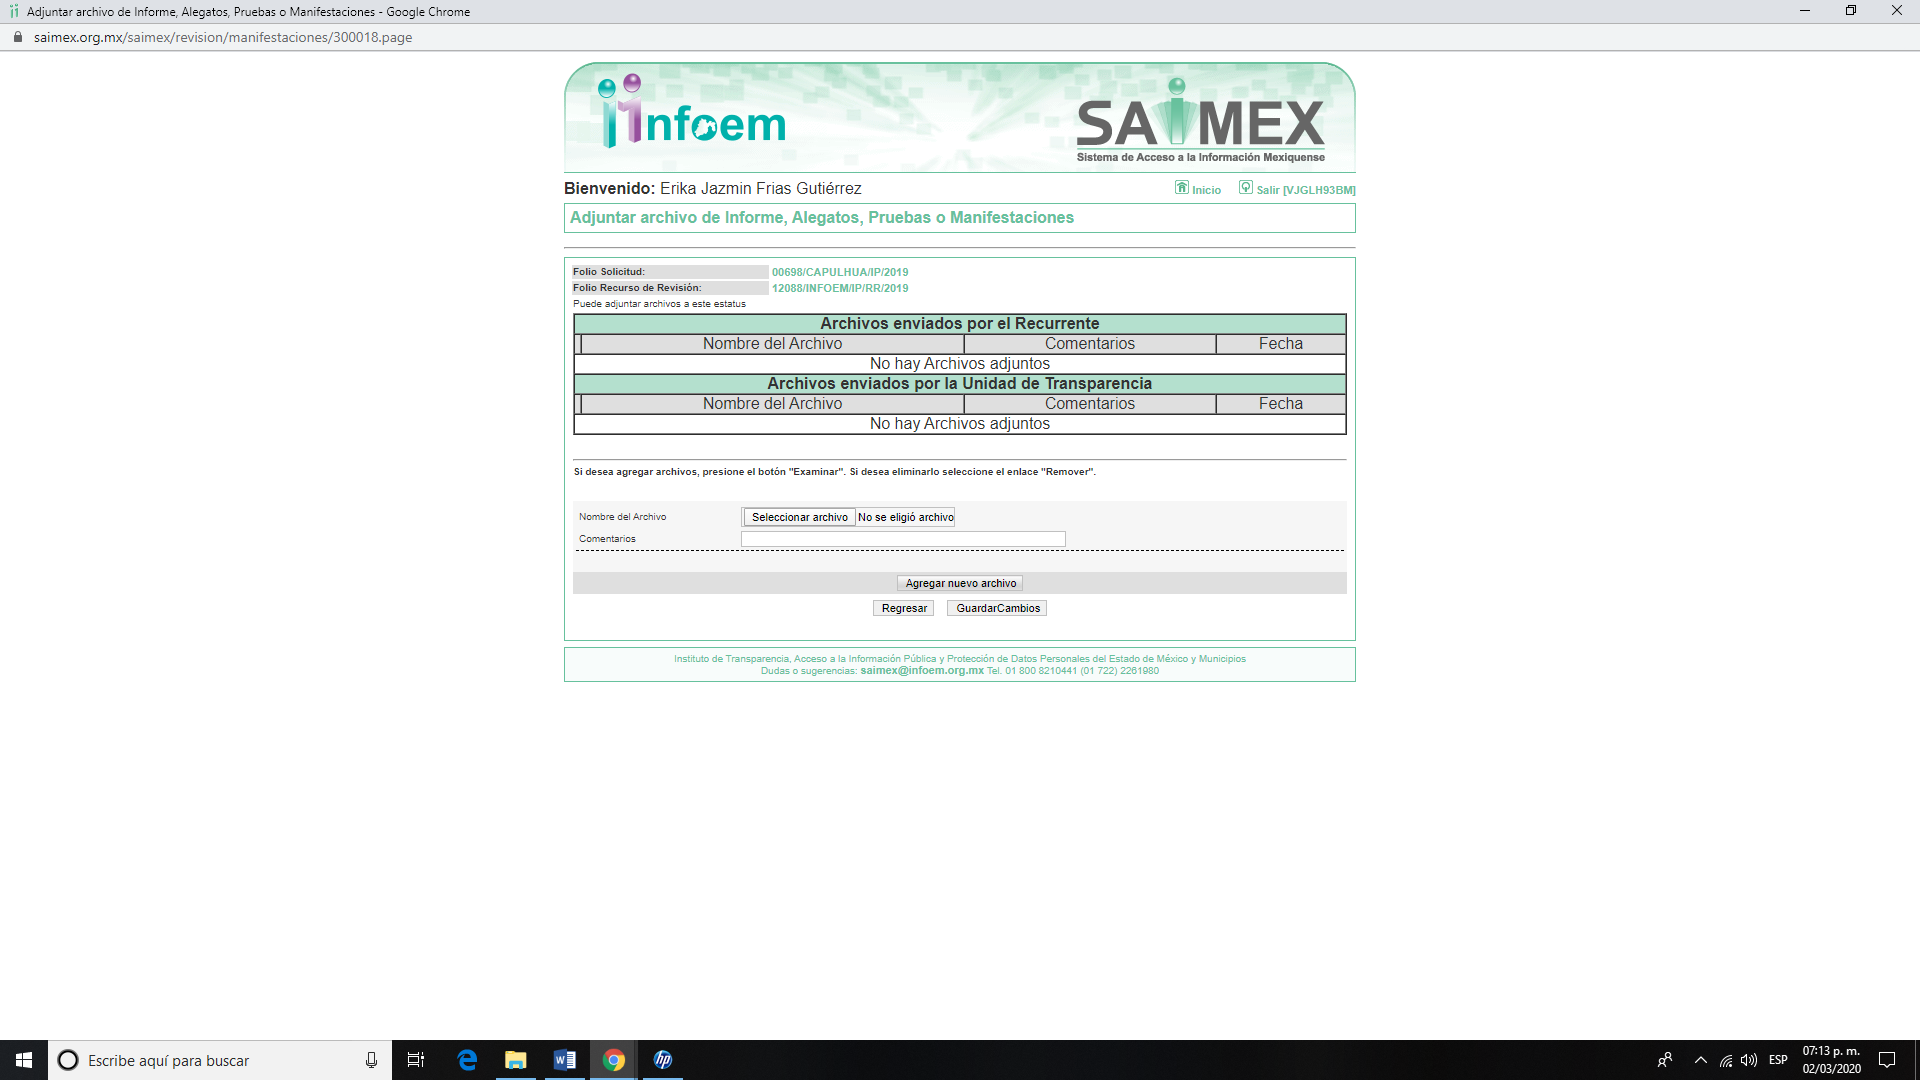 Adjuntar archivo de Informe, Alegatos, Pruebas o Manifestaciones - Google Chrome
saimex.org.mx/saimex/revision/manifestaciones/300018.page
infoem
SAIMEX
Sistema de Acceso a la Información Mexiquense
Bienvenido: Erika Jazmin Frias Gutiérrez
Inicio Salir [VJGLH93BM]
Adjuntar archivo de Informe, Alegatos, Pruebas o Manifestaciones
Folio Solicitud: 00698/CAPULHUA/IP/2019
Folio Recurso de Revisión: 12088/INFOEM/IP/RR/2019
Puede adjuntar archivos a este estatus
Archivos enviados por el Recurrente
Nombre del Archivo Comentarios Fecha
No hay Archivos adjuntos
Archivos enviados por la Unidad de Transparencia
Nombre del Archivo Comentarios Fecha
No hay Archivos adjuntos
Si desea agregar archivos, presione el botón "Examinar". Si desea eliminarlo seleccione el enlace "Remover".
Nombre del Archivo Seleccionar archivo No se eligió archivo
Comentarios
Agregar nuevo archivo
Regresar GuardarCambios
Instituto de Transparencia, Acceso a la Información Pública y Protección de Datos Personales del Estado de México y Municipios
Dudas o sugerencias: saimex@infoem.org.mx Tel. 01 800 8210441 (01 722) 2261980
Escribe aquí para buscar
ESP
07:13 p. m.
02/03/2020